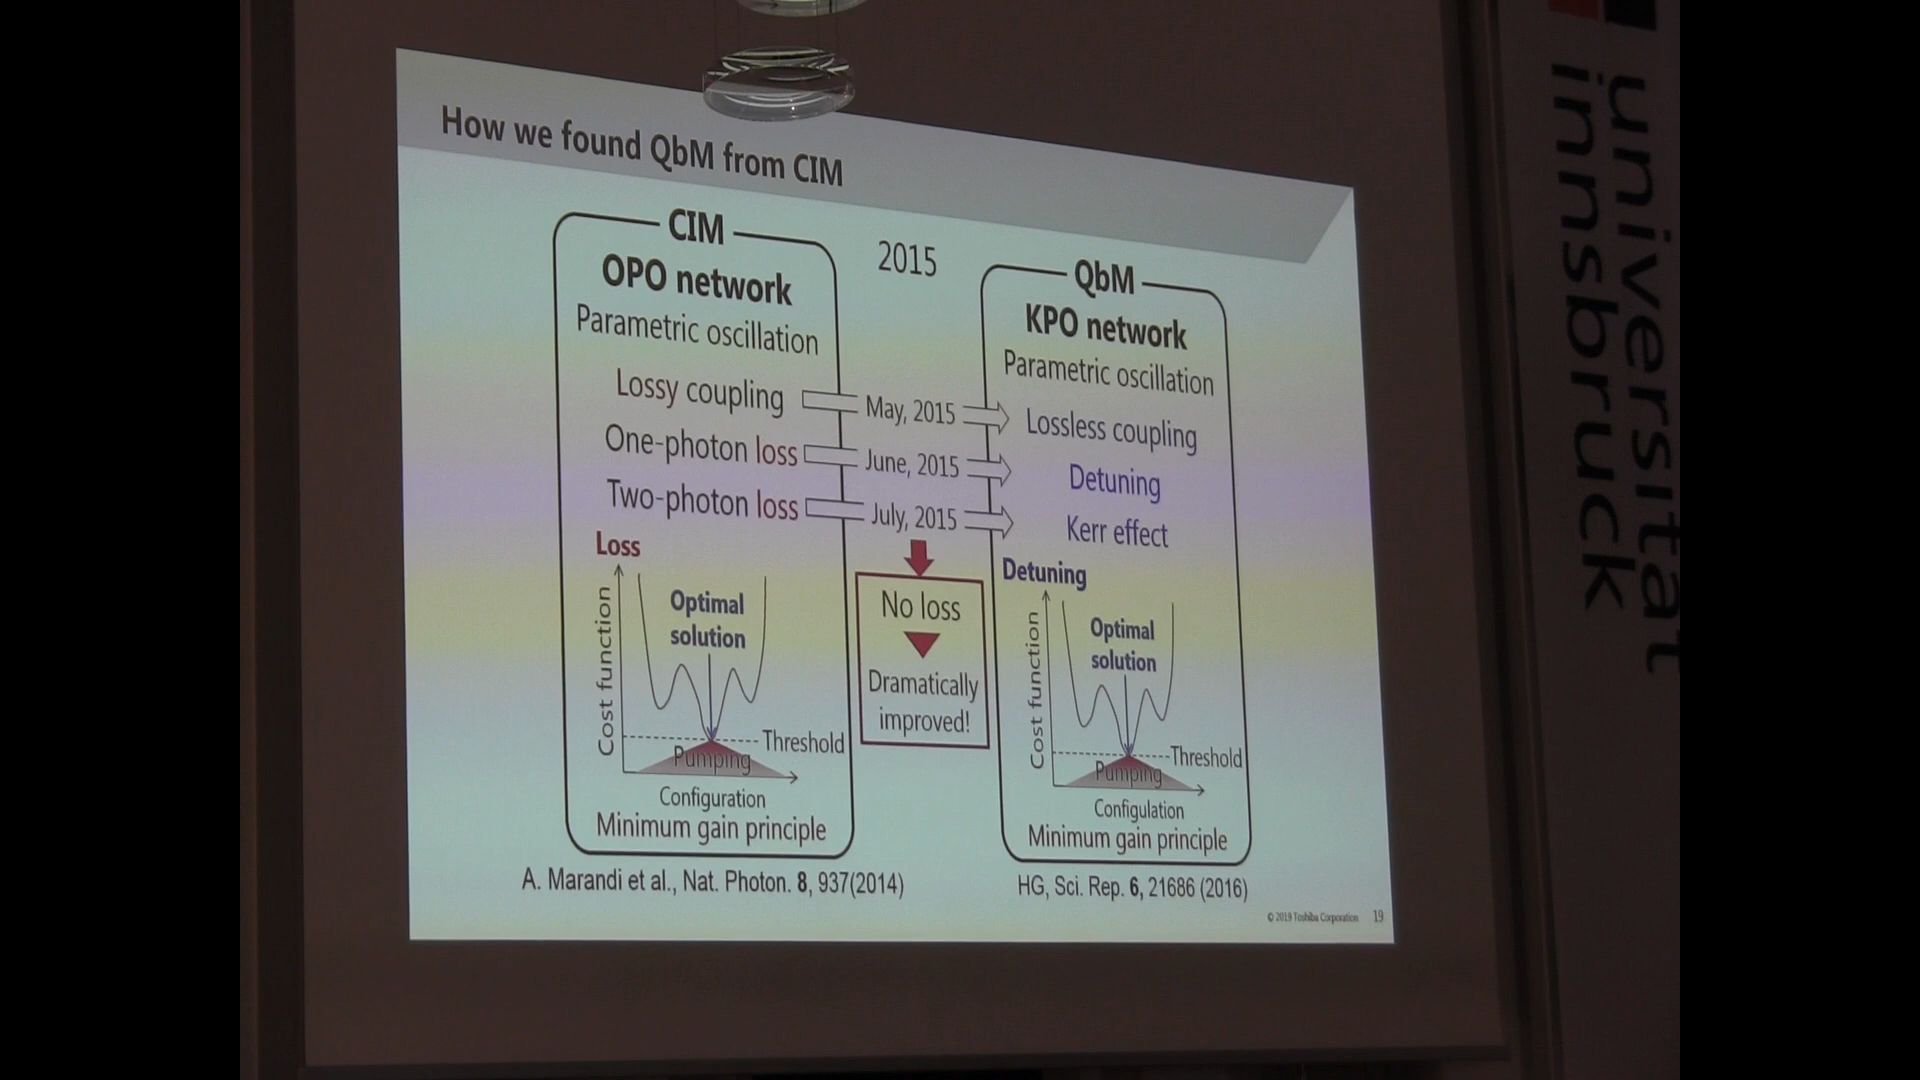 How we found QbM from CIM
CIM
OPO network
Parametric oscillation
Lossy coupling
One-photon loss
Two-photon loss
Loss
Cost function
Optimal
solution
Threshold
Pumping
Configuration
Minimum gain principle
A. Marandi et al., Nat. Photon. 8, 937(2014)
2015
May, 2015
June, 2015
July, 2015
No loss
Dramatically
improved!
QbM
KPO network
Parametric oscillation
Lossless coupling
Detuning
Kerr effect
Detuning
Cost function
Optimal
solution
Threshold
Pumping
Configulation
Minimum gain principle
HG, Sci. Rep. 6, 21686 (2016)
© 2019 Toshiba Corporation 19
universität
innsbruck